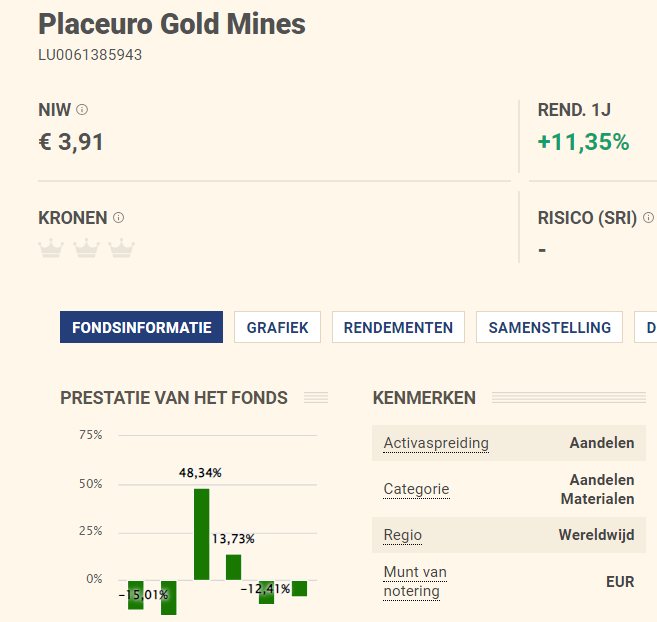 Placeuro Gold Mines
LU0061385943
NIW
€ 3,91
REND. 1J
+11,35%
KRONEN
RISICO (SRI)
-
FONDSINFORMATIE GRAFIEK RENDEMENTEN SAMENSTELLING D
PRESTATIE VAN HET FONDS
75%
50%
25%
0%
48,34%
13,73%
-15,01%
-12,41%
KENMERKEN
Activaspreiding Aandelen
Categorie Aandelen
Materialen
Regio Wereldwijd
Munt van
notering EUR